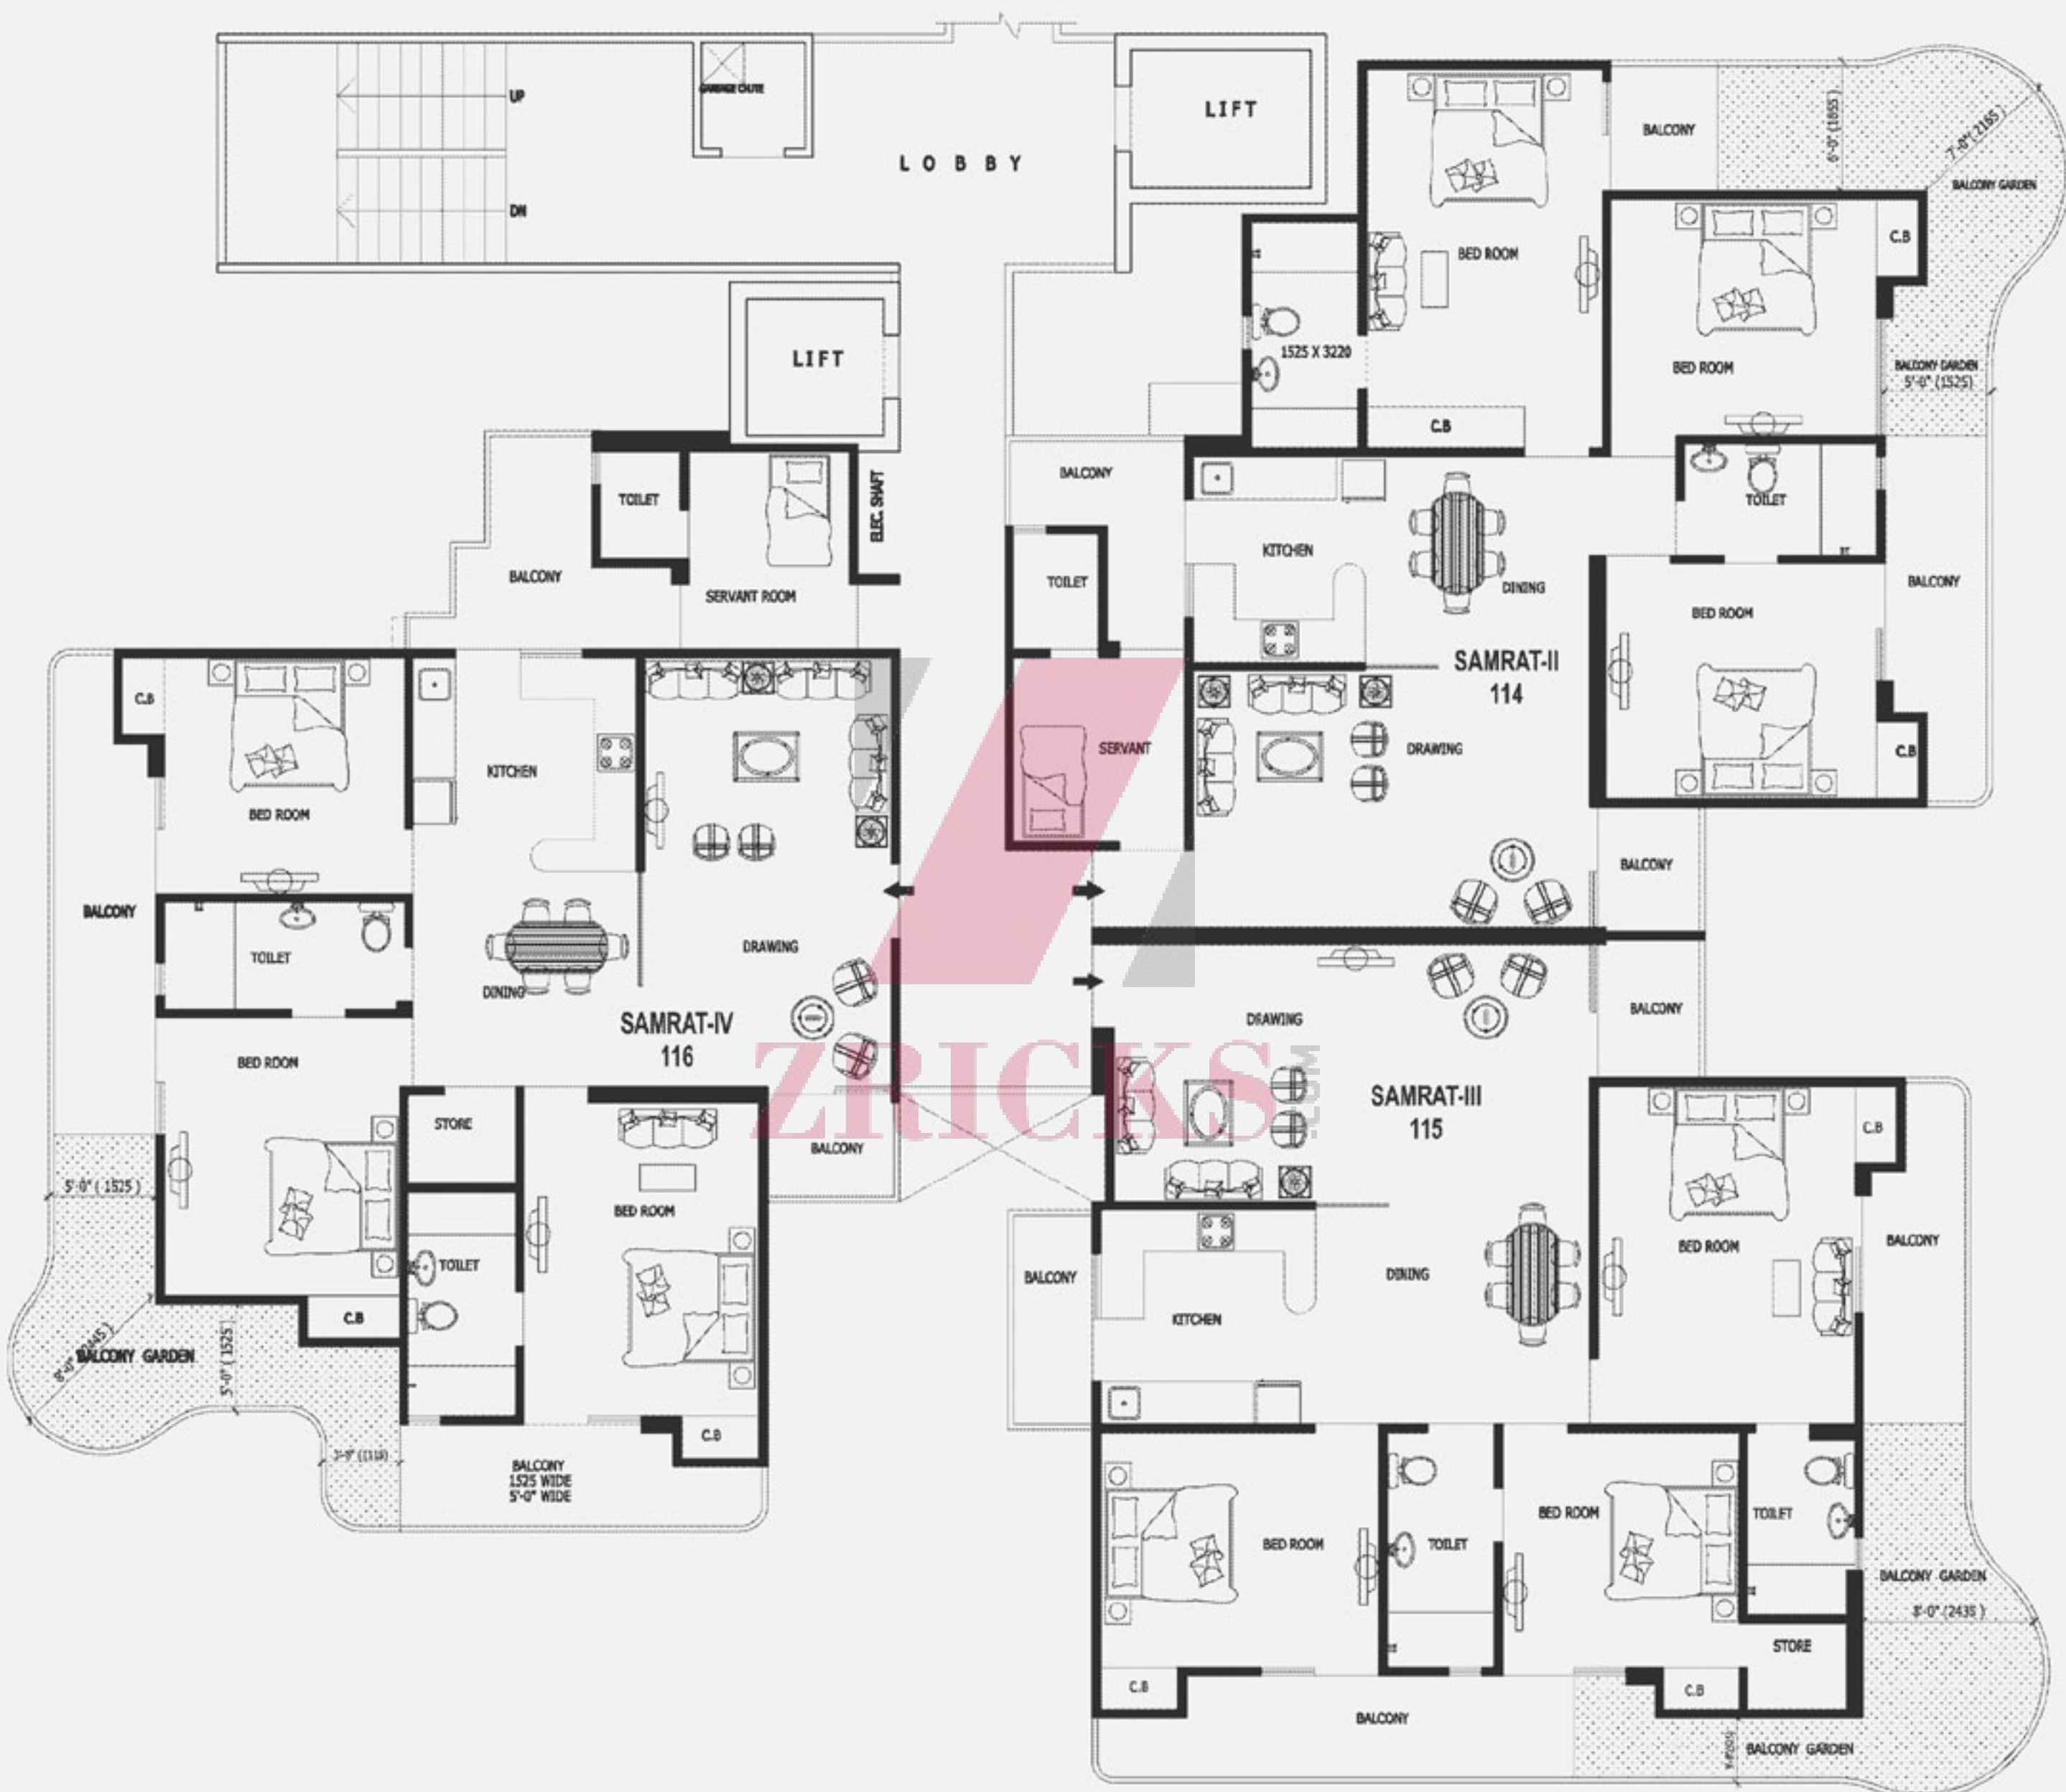 UP
GARBAGE CHUTE
LOBBY
LIFT
DN
LIFT
BALCONY
6'-0" (1855)
7'-0" (2165)
BALCONY GARDEN
BED ROOM
C.B
1525 X 3220
BED ROOM
BALCONY GARDEN
5'-0" (1525)
C.B
BALCONY
TOILET
ELEC. SHAFT
BALCONY
SERVANT ROOM
TOILET
KITCHEN
DINING
TOILET
BALCONY
BED ROOM
SAMRAT-II
114
SERVANT
DRAWING
C.B
BALCONY
C.B
KITCHEN
BED ROOM
BALCONY
TOILET
DRAWING
DINING
SAMRAT-IV
116
BED ROOM
STORE
BALCONY
5'-0" (1525)
BED ROOM
TOILET
C.B
BALCONY GARDEN
5'-0" (1525)
C.B
BALCONY
1525 WIDE
5'-0" WIDE
ZRICKS
.COM
DRAWING
BALCONY
SAMRAT-III
115
C.B
BED ROOM
BALCONY
BALCONY
DINING
KITCHEN
BED ROOM
TOILET
BED ROOM
TOILET
BALCONY GARDEN
8'-0" (2435)
STORE
C.B
C.B
BALCONY
BALCONY GARDEN